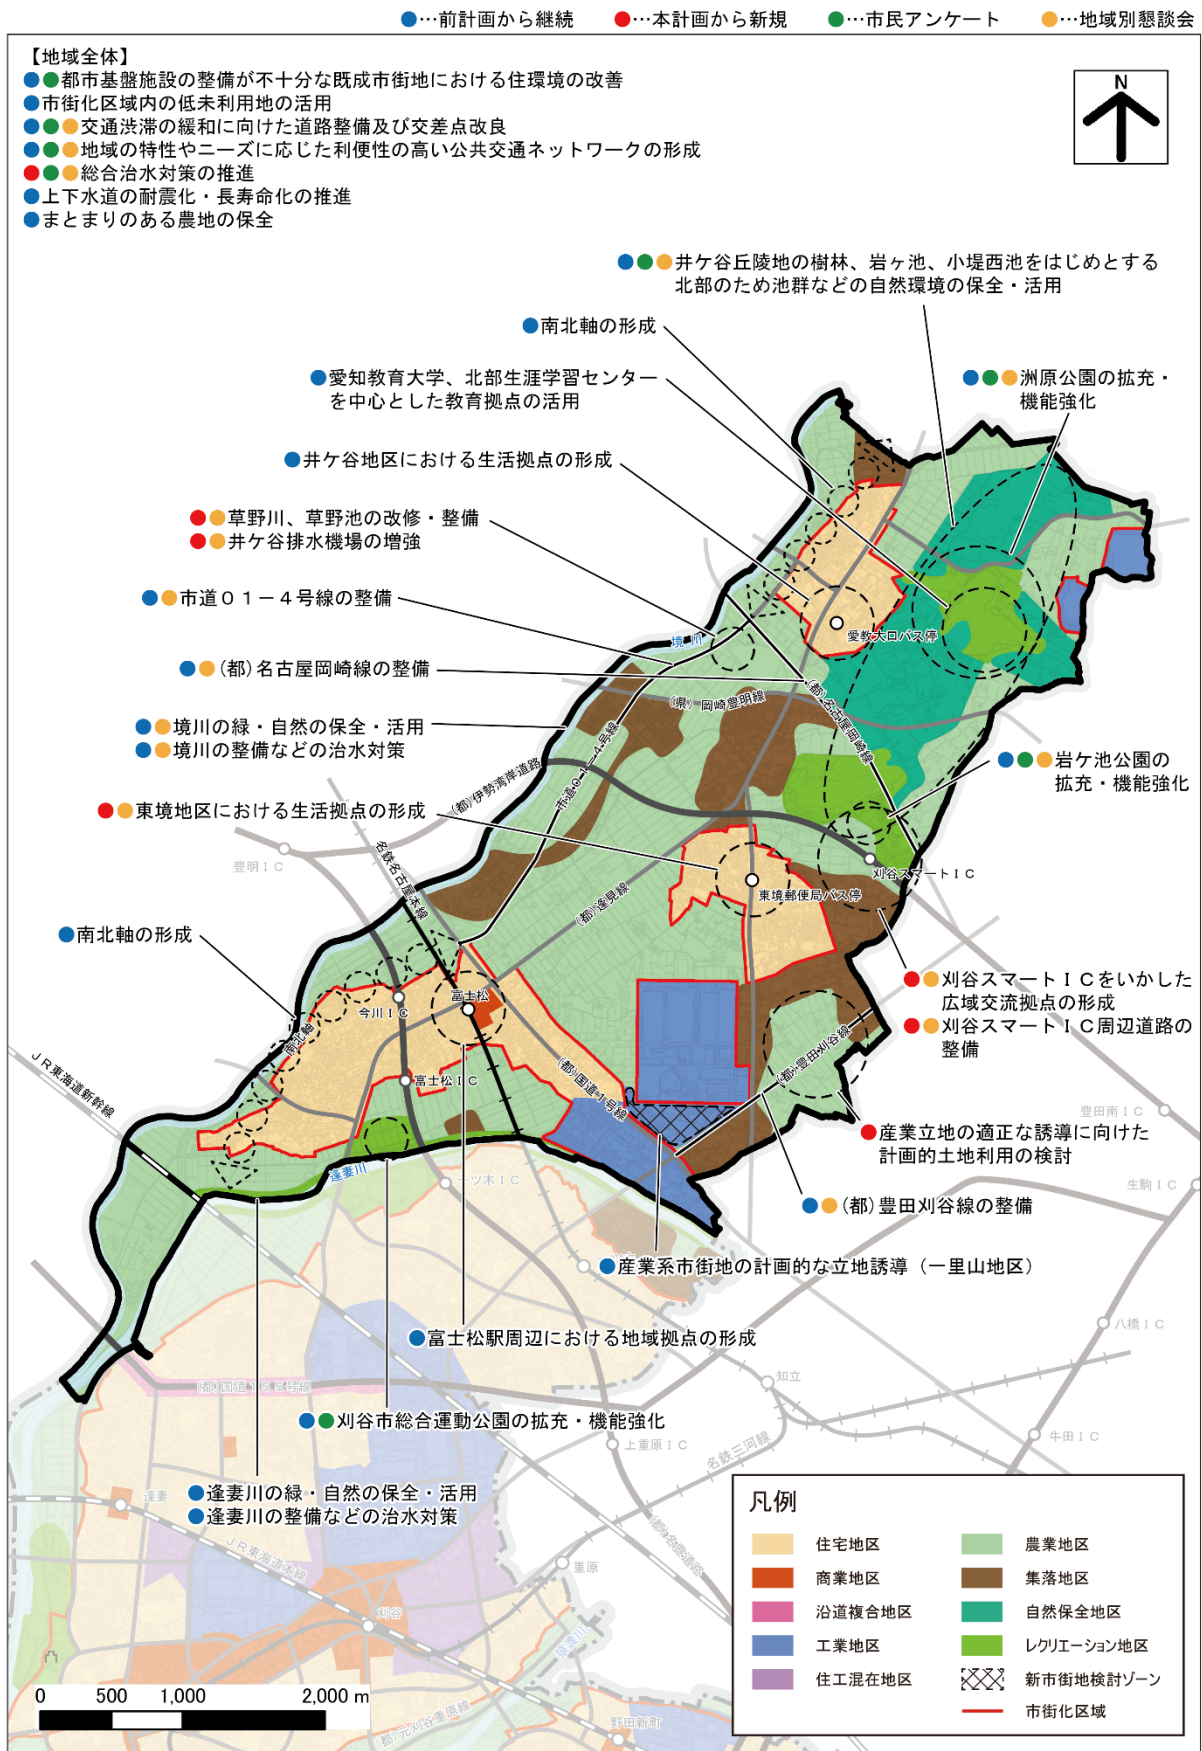 ●…前計画から継続 ●…本計画から新規 ●…市民アンケート ●…地域別懇談会
【地域全体】
●●都市基盤施設の整備が不十分な既成市街地における住環境の改善
●市街化区域内の低未利用地の活用
●●●交通渋滞の緩和に向けた道路整備及び交差点改良
●●●地域の特性やニーズに応じた利便性の高い公共交通ネットワークの形成
●●●総合治水対策の推進
●上下水道の耐震化・長寿命化の推進
●まとまりのある農地の保全
N
●●●井ケ谷丘陵地の樹林、岩ヶ池、小堤西池をはじめとする
北部のため池群などの自然環境の保全・活用
●南北軸の形成
●愛知教育大学、北部生涯学習センター
を中心とした教育拠点の活用
●●●洲原公園の拡充・
機能強化
●井ケ谷地区における生活拠点の形成
●●草野川、草野池の改修・整備
●●井ケ谷排水機場の増強
●●市道01-4号線の整備
境川
愛教大口バス停
●●(都)名古屋岡崎線の整備
(都)名古屋岡崎線
(県)岡崎豊明線
●●境川の緑・自然の保全・活用
●●境川の整備などの治水対策
市道01-4号線
(都)伊勢湾岸道路
●●●岩ケ池公園の
拡充・機能強化
●●東境地区における生活拠点の形成
豊明IC
名鉄名古屋本線
刈谷スマートIC
東境郵便局バス停
(都)逢見線
●南北軸の形成
●●刈谷スマートICをいかした
広域交流拠点の形成
●●刈谷スマートIC周辺道路の
整備
富士松
今川IC
南北軸
JR東海道新幹線
富士松IC
(都)国道1号線
(都)豊田刈谷線
豊田南IC
●産業立地の適正な誘導に向けた
計画的土地利用の検討
逢妻川
一ツ木IC
生駒IC
●●(都)豊田刈谷線の整備
●産業系市街地の計画的な立地誘導(一里山地区)
八橋IC
●富士松駅周辺における地域拠点の形成
知立
(都)国道155号線
●●刈谷市総合運動公園の拡充・機能強化
上重原IC
名鉄三河線
牛田IC
●逢妻川の緑・自然の保全・活用
●逢妻川の整備などの治水対策
逢妻
JR東海道本線
(都)名豊道路
重原
刈谷
猿渡川
(都)元刈谷重原線
野田新町
0 500 1,000 2,000 m
凡例
住宅地区 農業地区
商業地区 集落地区
沿道複合地区 自然保全地区
工業地区 レクリエーション地区
住工混在地区 新市街地検討ゾーン
市街化区域